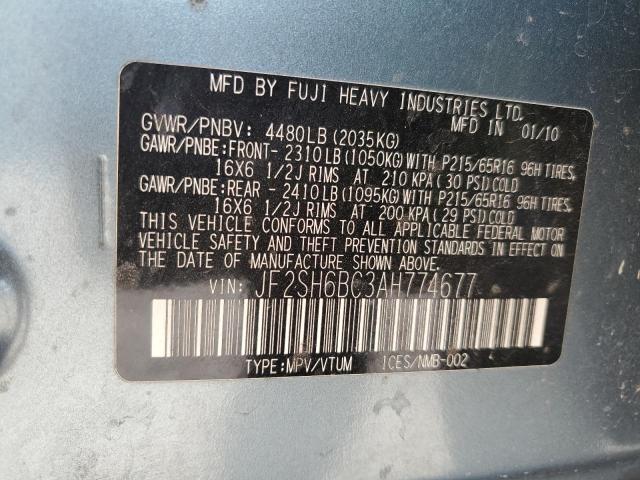 MFD BY FUJI HEAVY INDUSTRIES LTD.
MFD IN 01/10
GVWR/PNBV: 4480LB (2035KG)
GAWR/PNBE:FRONT- 2310LB(1050KG)WITH P215/65R16 96H TIRES,
16X6 1/2J RIMS AT 210 KPA(30 PSI)COLD
GAWR/PNBE:REAR - 2410LB(1095KG)WITH P215/65R16 96H TIRES,
16X6 1/2J RIMS AT 200 KPA(29 PSI)COLD
THIS VEHICLE CONFORMS TO ALL APPLICABLE FEDERAL MOTOR
VEHICLE SAFETY AND THEFT PREVENTION STANDARDS IN EFFECT ON
THE DATE OF MANUFACTURE SHOWN ABOVE.
VIN: JF2SH6BC3AH774677
TYPE:MPV/VTUM ICES/NMB-002